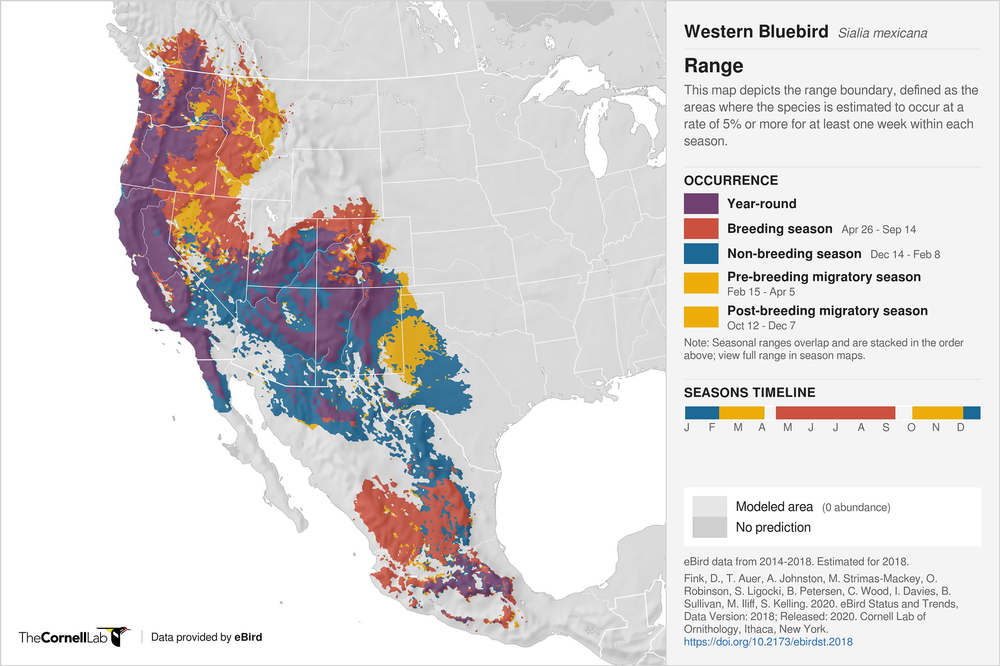 Western Bluebird Sialia mexicana
Range
This map depicts the range boundary, defined as the
areas where the species is estimated to occur at a
rate of 5% or more for at least one week within each
season.
OCCURRENCE
Year-round
Breeding season Apr 26 - Sep 14
Non-breeding season Dec 14 - Feb 8
Pre-breeding migratory season
Feb 15 - Apr 5
Post-breeding migratory season
Oct 12 - Dec 7
Note: Seasonal ranges overlap and are stacked in the order
above; view full range in season maps.
SEASONS TIMELINE
J F M A M J J A S O N D
Modeled area (0 abundance)
No prediction
eBird data from 2014-2018. Estimated for 2018.
Fink, D., T. Auer, A. Johnston, M. Strimas-Mackey, O.
Robinson, S. Ligocki, B. Petersen, C. Wood, I. Davies, B.
Sullivan, M. Iliff, S. Kelling. 2020. eBird Status and Trends,
Data Version: 2018; Released: 2020. Cornell Lab of
Ornithology, Ithaca, New York.
https://doi.org/10.2173/ebirdst.2018
TheCornellLab Data provided by eBird